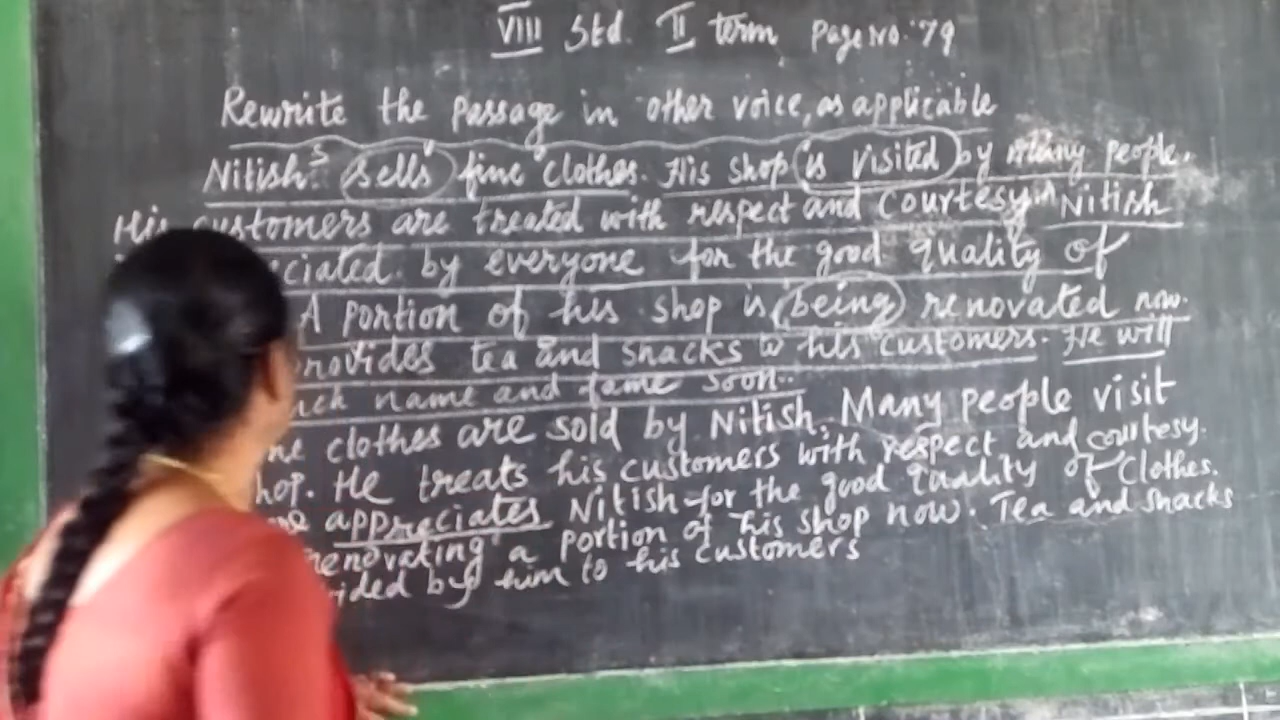 VIII Std. II term Page No: 79
Rewrite the passage in other voice, as applicable
Nitish sells fine clothes. His shop is visited by many people.
His customers are treated with respect and courtesy. Nitish
ciated by everyone for the good quality of
A portion of his shop is being renovated now.
provides tea and snacks to his customers. He will
name and fame soon..
clothes are sold by Nitish. Many people visit
He treats his customers with respect and courtesy.
appreciates Nitish for the good quality of clothes.
renovating a portion of his shop now. Tea and snacks
by him to his customers